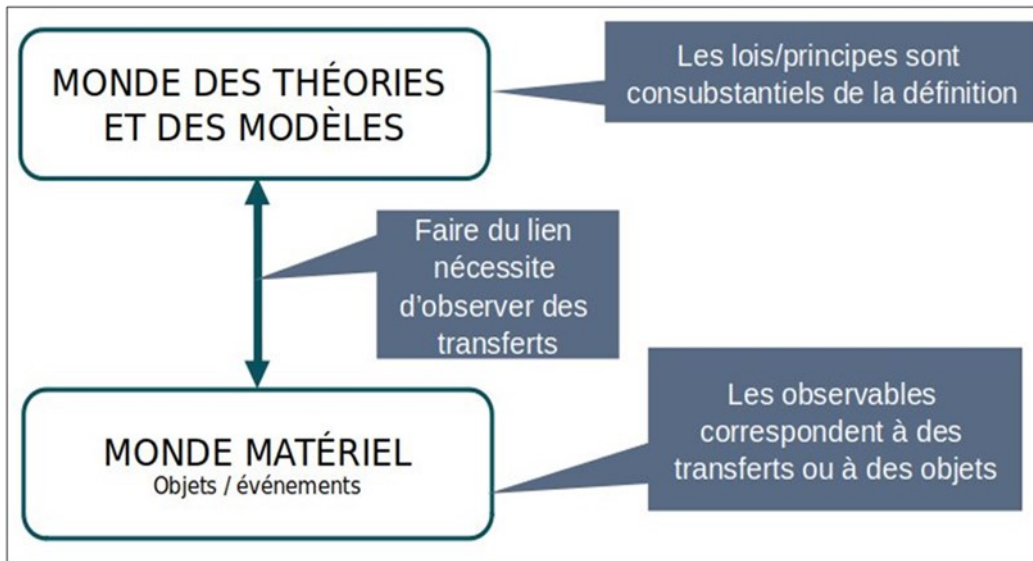 MONDE DES THÉORIES
ET DES MODÈLES
Les lois/principes sont
consubstantiels de la définition
Faire du lien
nécessite
d'observer des
transferts
MONDE MATÉRIEL
Objets / événements
Les observables
correspondent à des
transferts ou à des objets